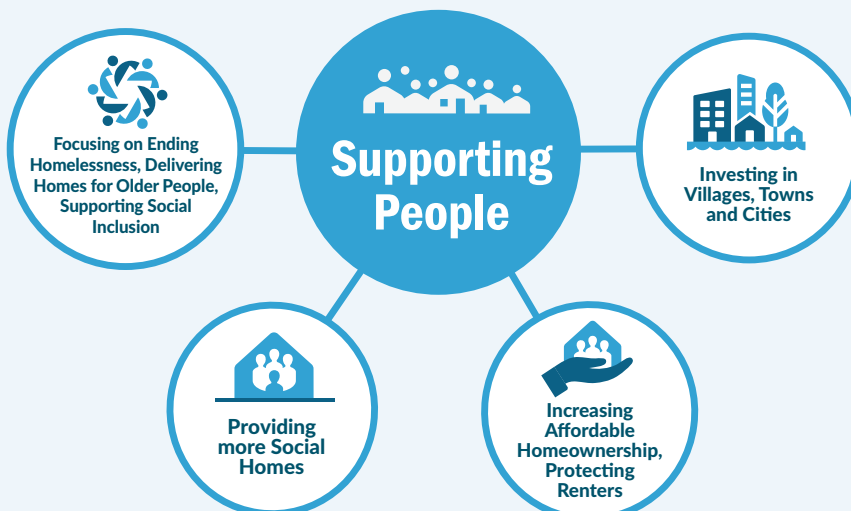 Supporting
People
Focusing on Ending
Homelessness, Delivering
Homes for Older People,
Supporting Social
Inclusion
Investing in
Villages, Towns
and Cities
Providing
more Social
Homes
Increasing
Affordable
Homeownership,
Protecting
Renters